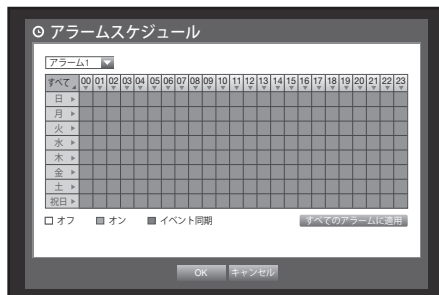 アラームスケジュール
アラーム1
すべて 00 01 02 03 04 05 06 07 08 09 10 11 12 13 14 15 16 17 18 19 20 21 22 23
日
月
火
水
木
金
土
祝日
オフ オン イベント同期 すべてのアラームに適用
OK キャンセル